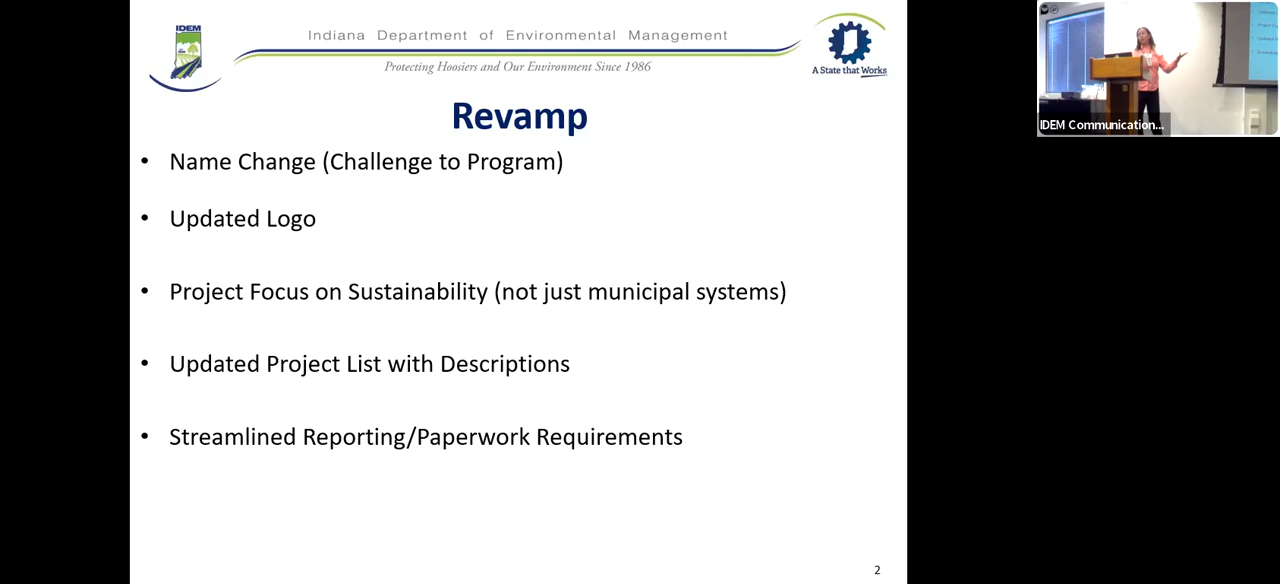 IDEM
Indiana Department of Environmental Management
Protecting Hoosiers and Our Environment Since 1986
A State that Works
Revamp
• Name Change (Challenge to Program)
• Updated Logo
• Project Focus on Sustainability (not just municipal systems)
• Updated Project List with Descriptions
• Streamlined Reporting/Paperwork Requirements
2
IDEM Communication...